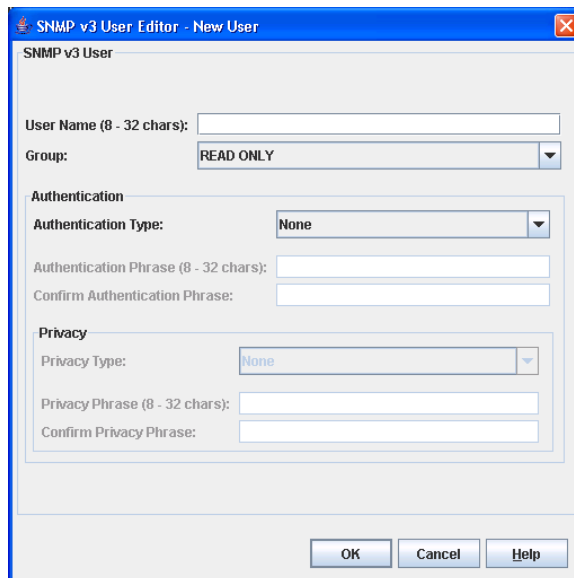 SNMP v3 User Editor - New User
SNMP v3 User
User Name (8 - 32 chars):
Group: READ ONLY
Authentication
Authentication Type: None
Authentication Phrase (8 - 32 chars):
Confirm Authentication Phrase:
Privacy
Privacy Type: None
Privacy Phrase (8 - 32 chars):
Confirm Privacy Phrase:
OK Cancel Help